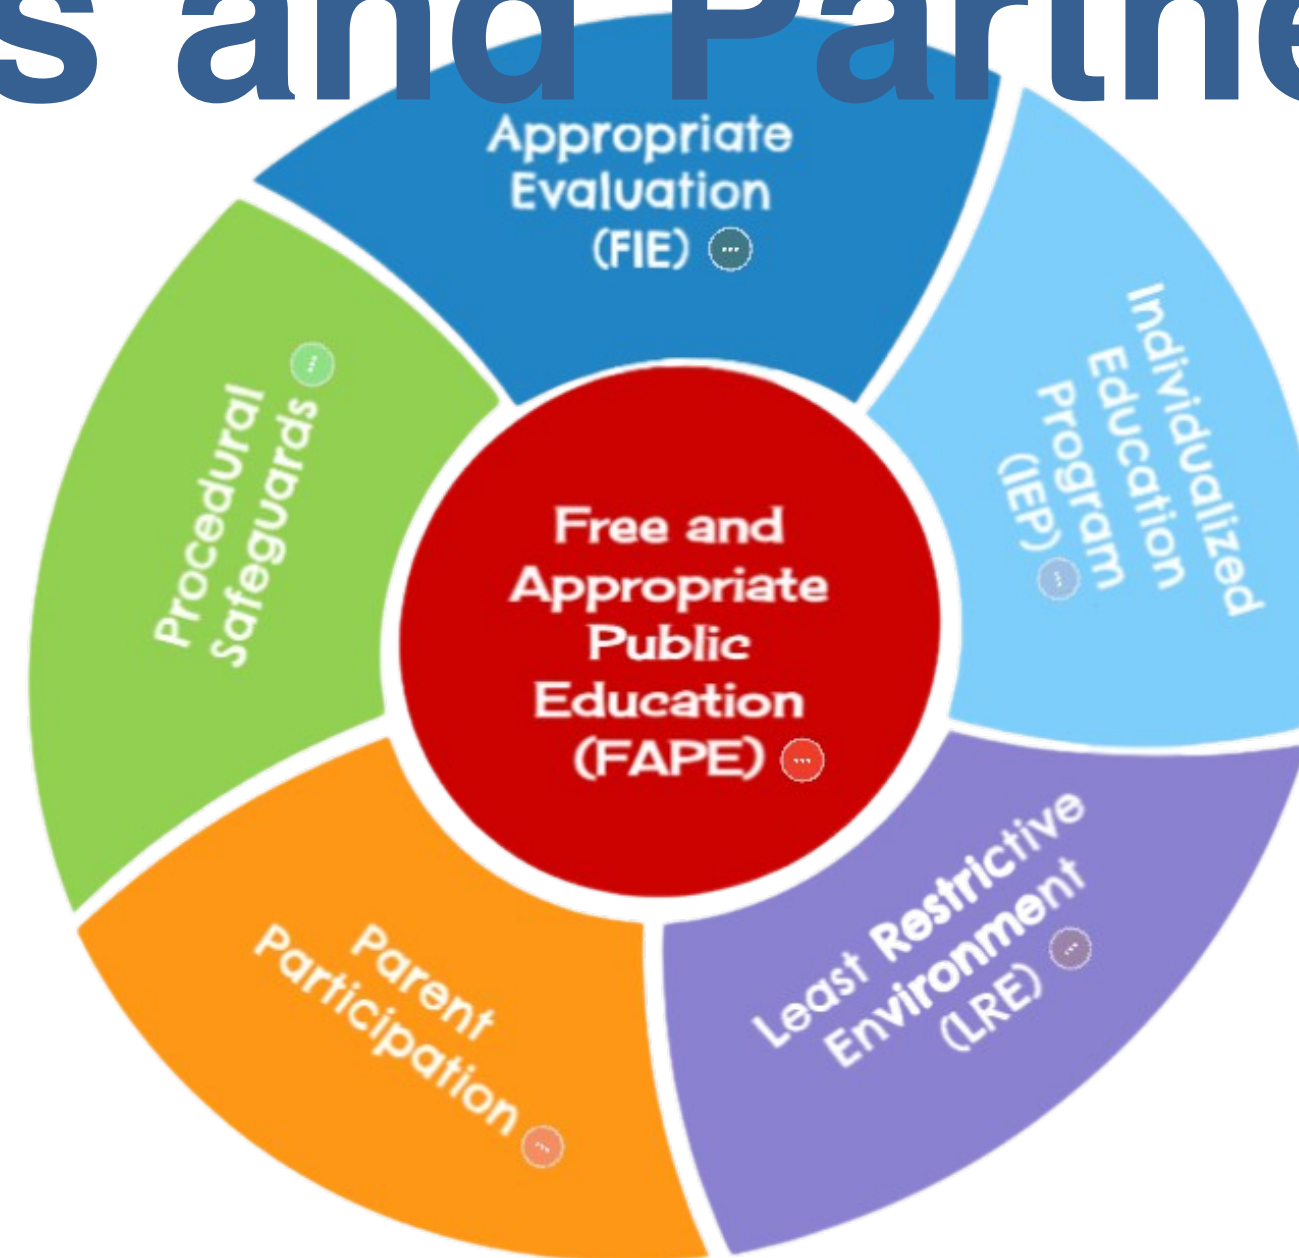 s and Partne
Appropriate
Evaluation
(FIE)
Individualized
Education
Program
(IEP)
Free and
Appropriate
Public
Education
(FAPE)
Procedural
Safeguards
Least Restrictive
Environment
(LRE)
Parent
Participation